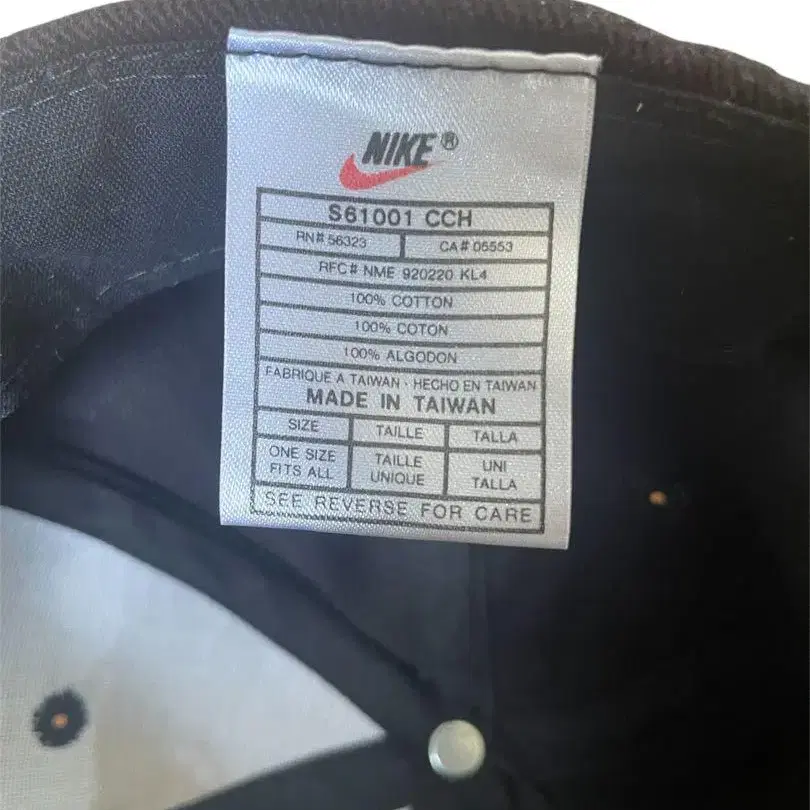 NIKE®
S61001 CCH
RN# 56323 CA# 05553
RFC# NME 920220 KL4
100% COTTON
100% COTON
100% ALGODON
FABRIQUE A TAIWAN · HECHO EN TAIWAN
MADE IN TAIWAN
SIZE TAILLE TALLA
ONE SIZE FITS ALL TAILLE UNIQUE UNI TALLA
SEE REVERSE FOR CARE